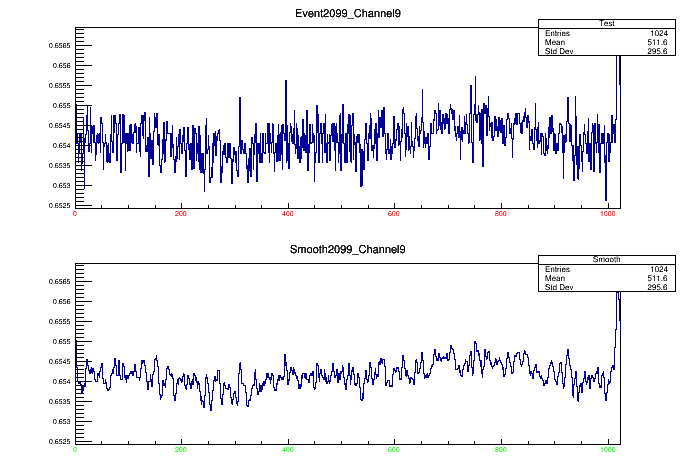 Event2099_Channel9
Test
Entries 1024
Mean 511.6
Std Dev 295.6
0.6565
0.656
0.6555
0.655
0.6545
0.654
0.6535
0.653
0.6525
0 200 400 600 800 1000
Smooth2099_Channel9
Smooth
Entries 1024
Mean 511.6
Std Dev 295.6
0.6565
0.656
0.6555
0.655
0.6545
0.654
0.6535
0.653
0.6525
0 200 400 600 800 1000